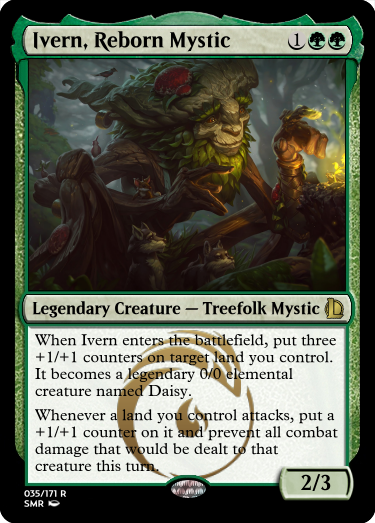 Ivern, Reborn Mystic 1
Legendary Creature — Treefolk Mystic
When Ivern enters the battlefield, put three
+1/+1 counters on target land you control.
It becomes a legendary 0/0 elemental
creature named Daisy.
Whenever a land you control attacks, put a
+1/+1 counter on it and prevent all combat
damage that would be dealt to that
creature this turn.
2/3
035/171 R
SMR